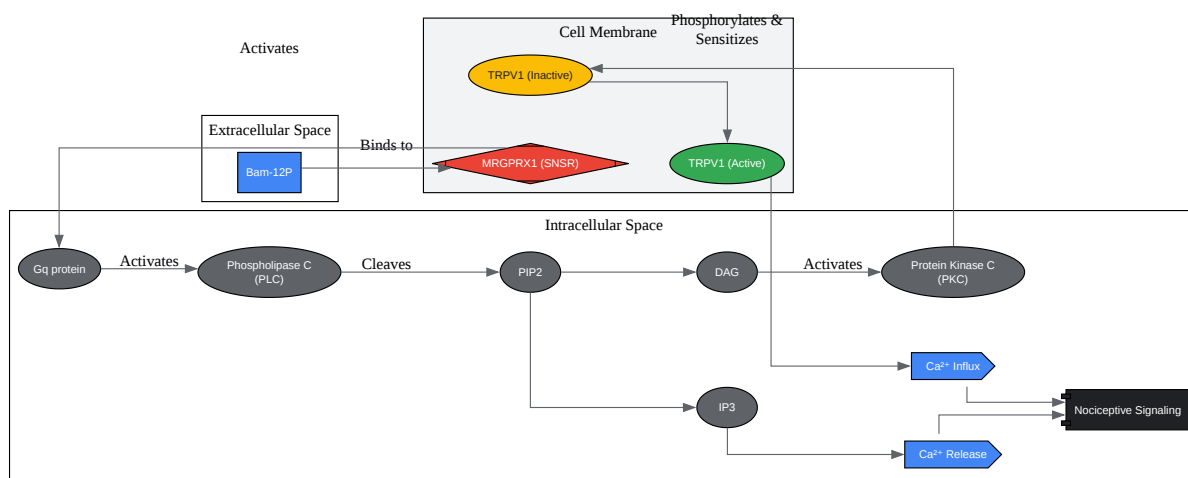 Phosphorylates &
Sensitizes
Cell Membrane
Activates
TRPV1 (Inactive)
Extracellular Space
Binds to
Bam-12P
MRGPRX1 (SNSR)
TRPV1 (Active)
Intracellular Space
Gq protein
Activates
Phospholipase C
(PLC)
Cleaves
PIP2
DAG
Activates
Protein Kinase C
(PKC)
Ca²⁺ Influx
IP3
Nociceptive Signaling
Ca²⁺ Release